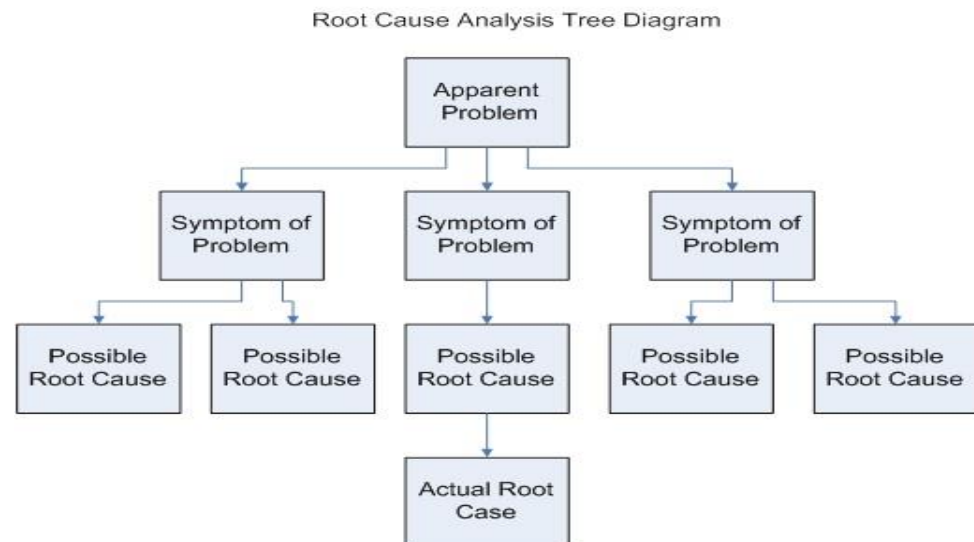 Root Cause Analysis Tree Diagram
Apparent
Problem
Symptom of
Problem
Symptom of
Problem
Symptom of
Problem
Possible
Root Cause
Possible
Root Cause
Possible
Root Cause
Possible
Root Cause
Possible
Root Cause
Actual Root
Case